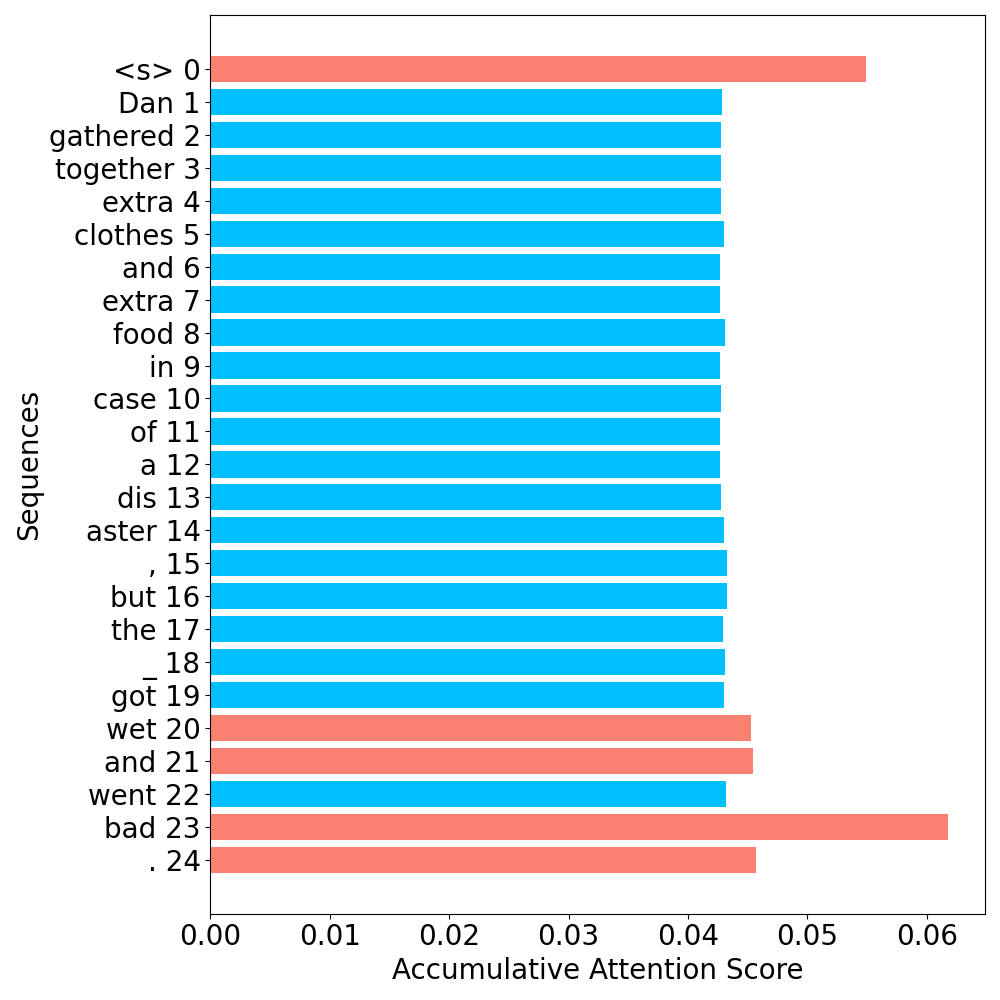 <s> 0
Dan 1
gathered 2
together 3
extra 4
clothes 5
and 6
extra 7
food 8
in 9
case 10
of 11
a 12
dis 13
aster 14
, 15
but 16
the 17
_ 18
got 19
wet 20
and 21
went 22
bad 23
. 24
Sequences
0.00 0.01 0.02 0.03 0.04 0.05 0.06
Accumulative Attention Score